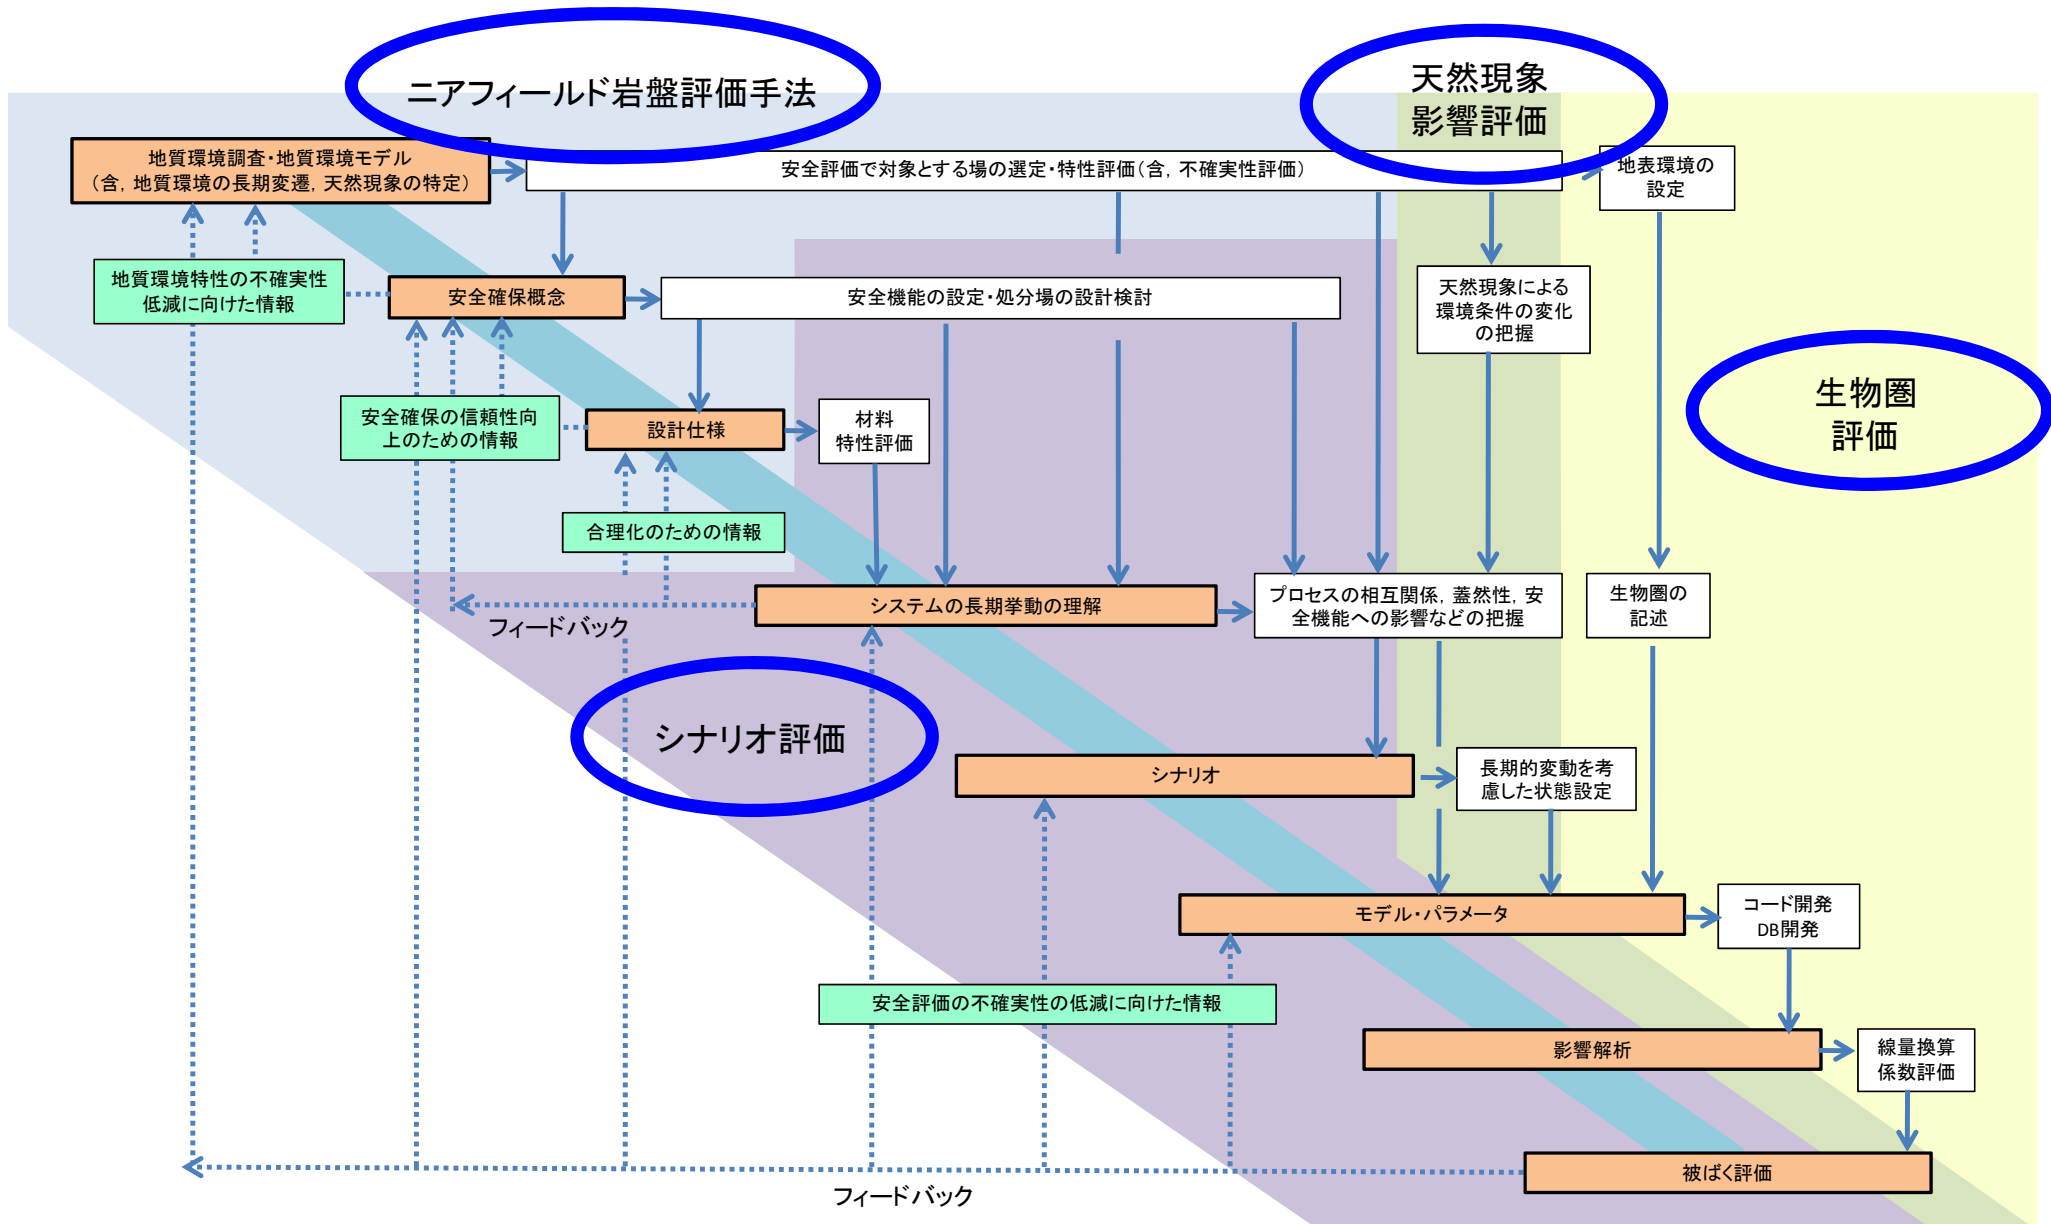 ニアフィールド岩盤評価手法
天然現象
影響評価
地質環境調査・地質環境モデル
（含, 地質環境の長期変遷, 天然現象の特定）
安全評価で対象とする場の選定・特性評価（含, 不確実性評価）
地表環境の
設定
地質環境特性の不確実性
低減に向けた情報
安全確保概念
安全機能の設定・処分場の設計検討
天然現象による
環境条件の変化
の把握
生物圏
評価
安全確保の信頼性向
上のための情報
設計仕様
材料
特性評価
合理化のための情報
システムの長期挙動の理解
プロセスの相互関係, 蓋然性, 安
全機能への影響などの把握
生物圏の
記述
フィードバック
シナリオ評価
シナリオ
長期的変動を考
慮した状態設定
モデル・パラメータ
コード開発
DB開発
安全評価の不確実性の低減に向けた情報
影響解析
線量換算
係数評価
被ばく評価
フィードバック